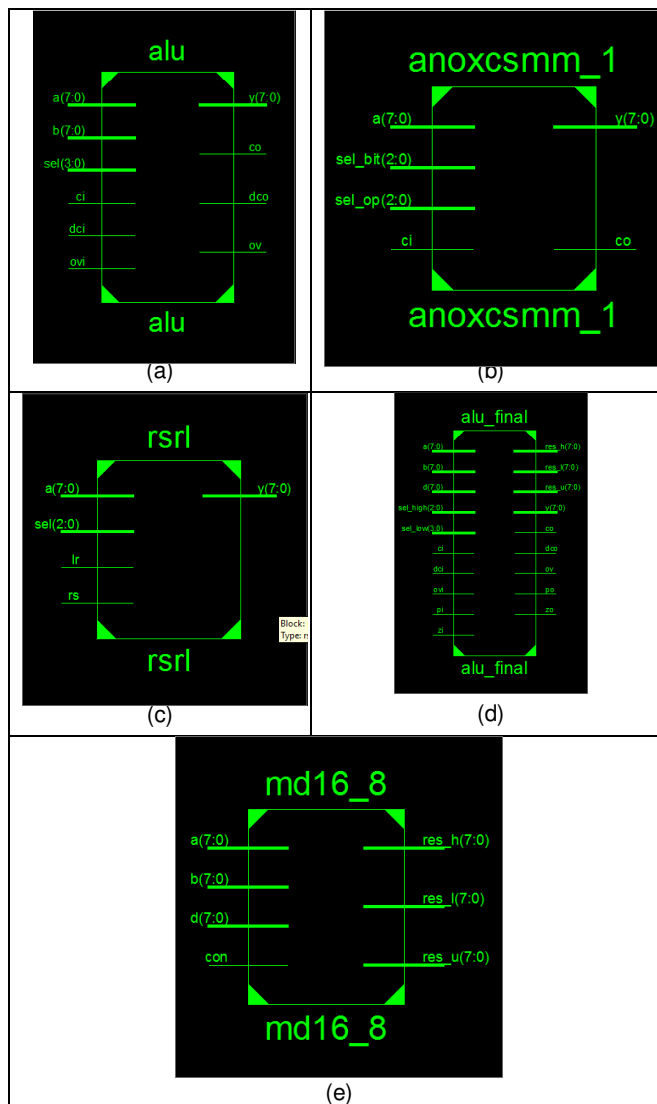 alu
a(7:0)
y(7:0)
b(7:0)
co
sel(3:0)
ci
dco
dci
ov
ovi
alu
(a)
anoxcsmm_1
a(7:0)
y(7:0)
sel_bit(2:0)
sel_op(2:0)
ci
co
anoxcsmm_1
(b)
rsrl
a(7:0)
y(7:0)
sel(2:0)
lr
rs
Block:
Type: rs
rsrl
(c)
alu_final
a(7:0)
res_h(7:0)
b(7:0)
res_l(7:0)
d(7:0)
res_u(7:0)
sel_high(2:0)
y(7:0)
sel_low(3:0)
co
ci
dco
dci
ov
ovi
po
pi
zo
zi
alu_final
(d)
md16_8
a(7:0)
res_h(7:0)
b(7:0)
res_l(7:0)
d(7:0)
con
res_u(7:0)
md16_8
(e)